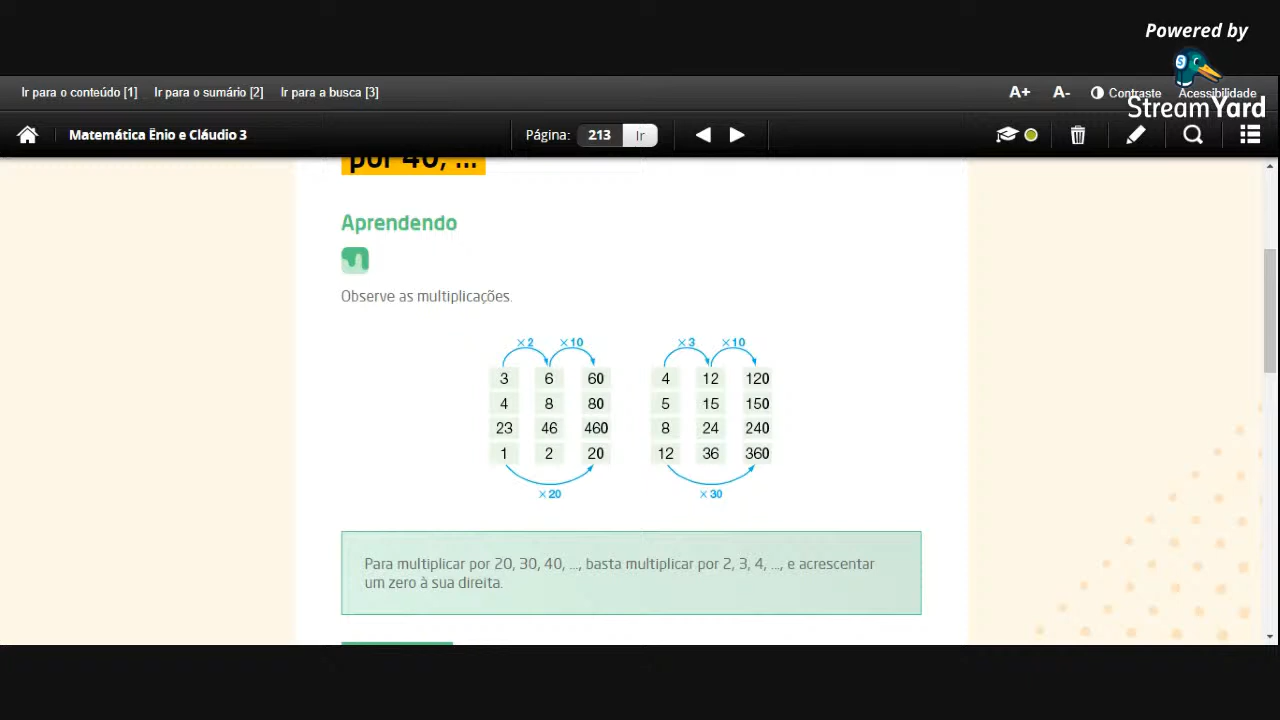 Powered by
StreamYard
Ir para o conteúdo [1] Ir para o sumário [2] Ir para a busca [3]
A+ A- Contraste Acessibilidade
Matemática Ênio e Cláudio 3
Página: 213 Ir
por 40, ...
Aprendendo
Observe as multiplicações.
×2 ×10 ×3 ×10
3 6 60 4 12 120
4 8 80 5 15 150
23 46 460 8 24 240
1 2 20 12 36 360
×20 ×30
Para multiplicar por 20, 30, 40, ..., basta multiplicar por 2, 3, 4, ..., e acrescentar
um zero à sua direita.